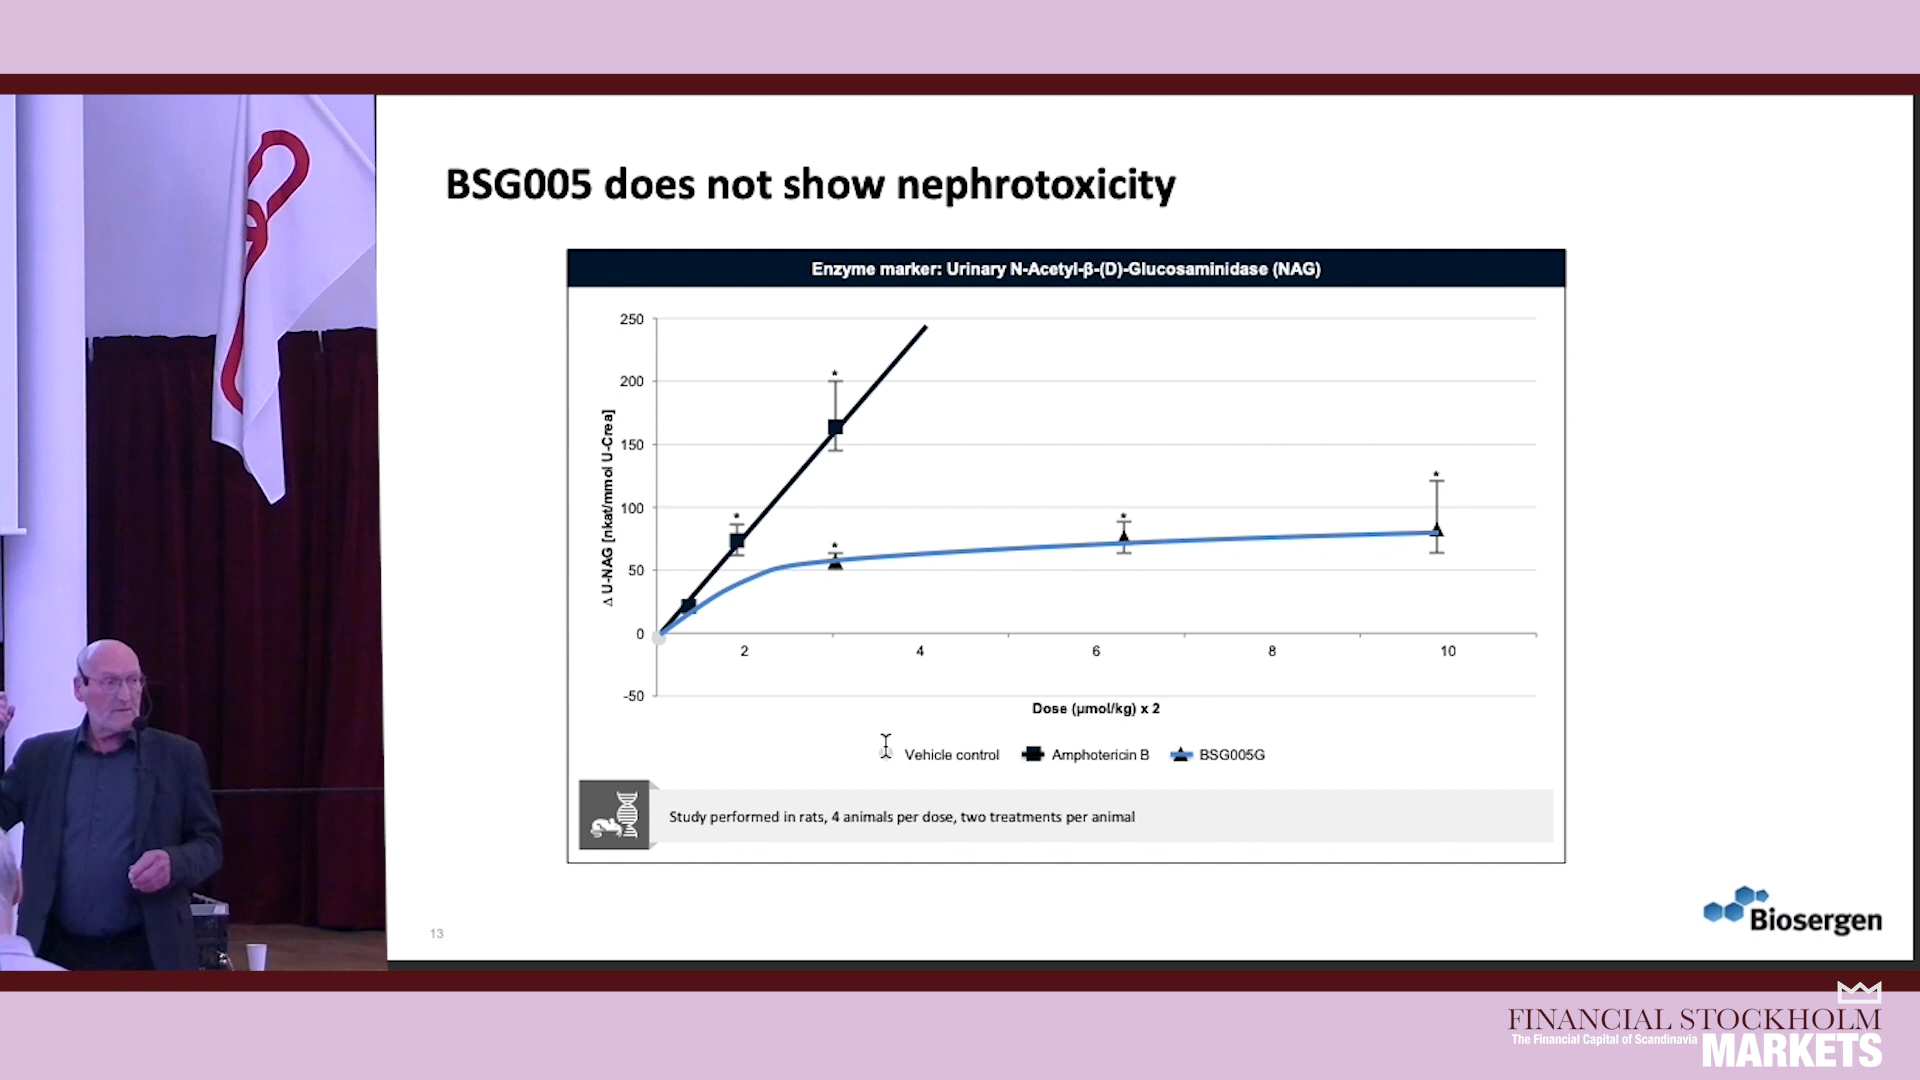 BSG005 does not show nephrotoxicity
Enzyme marker: Urinary N-Acetyl-β-(D)-Glucosaminidase (NAG)
250
200
150
100
50
0
-50
Δ U-NAG [nkat/mmol U-Crea]
*
*
*
*
*
2
4
6
8
10
Dose (µmol/kg) x 2
Vehicle control
Amphotericin B
BSG005G
Study performed in rats, 4 animals per dose, two treatments per animal
13
Biosergen
FINANCIAL STOCKHOLM
The Financial Capital of Scandinavia
MARKETS